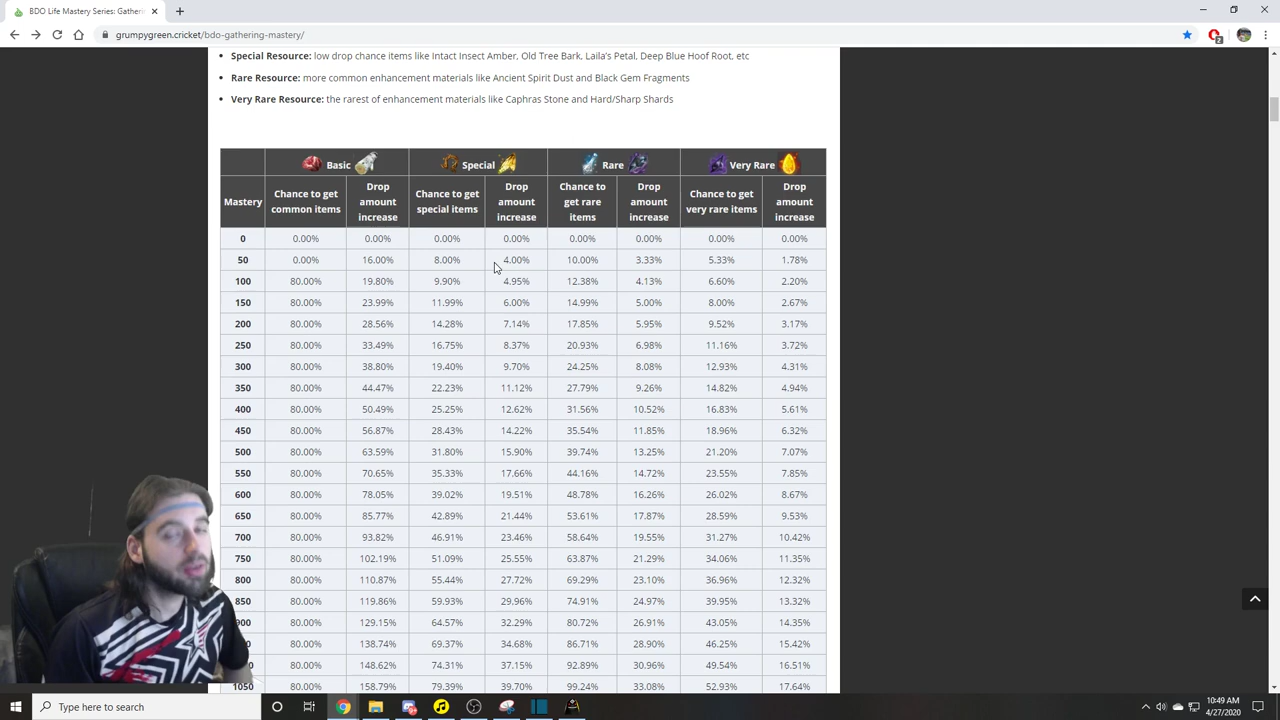 BDO Life Mastery Series: Gatheri
grumpygreen.cricket/bdo-gathering-mastery/
2
Special Resource: low drop chance items like Intact Insect Amber, Old Tree Bark, Laila's Petal, Deep Blue Hoof Root, etc
Rare Resource: more common enhancement materials like Ancient Spirit Dust and Black Gem Fragments
Very Rare Resource: the rarest of enhancement materials like Caphras Stone and Hard/Sharp Shards
Basic Special Rare Very Rare
Mastery Chance to get common items Drop amount increase Chance to get special items Drop amount increase Chance to get rare items Drop amount increase Chance to get very rare items Drop amount increase
0 0.00% 0.00% 0.00% 0.00% 0.00% 0.00% 0.00% 0.00%
50 0.00% 16.00% 8.00% 4.00% 10.00% 3.33% 5.33% 1.78%
100 80.00% 19.80% 9.90% 4.95% 12.38% 4.13% 6.60% 2.20%
150 80.00% 23.99% 11.99% 6.00% 14.99% 5.00% 8.00% 2.67%
200 80.00% 28.56% 14.28% 7.14% 17.85% 5.95% 9.52% 3.17%
250 80.00% 33.49% 16.75% 8.37% 20.93% 6.98% 11.16% 3.72%
300 80.00% 38.80% 19.40% 9.70% 24.25% 8.08% 12.93% 4.31%
350 80.00% 44.47% 22.23% 11.12% 27.79% 9.26% 14.82% 4.94%
400 80.00% 50.49% 25.25% 12.62% 31.56% 10.52% 16.83% 5.61%
450 80.00% 56.87% 28.43% 14.22% 35.54% 11.85% 18.96% 6.32%
500 80.00% 63.59% 31.80% 15.90% 39.74% 13.25% 21.20% 7.07%
550 80.00% 70.65% 35.33% 17.66% 44.16% 14.72% 23.55% 7.85%
600 80.00% 78.05% 39.02% 19.51% 48.78% 16.26% 26.02% 8.67%
650 80.00% 85.77% 42.89% 21.44% 53.61% 17.87% 28.59% 9.53%
700 80.00% 93.82% 46.91% 23.46% 58.64% 19.55% 31.27% 10.42%
750 80.00% 102.19% 51.09% 25.55% 63.87% 21.29% 34.06% 11.35%
800 80.00% 110.87% 55.44% 27.72% 69.29% 23.10% 36.96% 12.32%
850 80.00% 119.86% 59.93% 29.96% 74.91% 24.97% 39.95% 13.32%
00 80.00% 129.15% 64.57% 32.29% 80.72% 26.91% 43.05% 14.35%
80.00% 138.74% 69.37% 34.68% 86.71% 28.90% 46.25% 15.42%
80.00% 148.62% 74.31% 37.15% 92.89% 30.96% 49.54% 16.51%
1050 80.00% 158.79% 79.39% 39.70% 99.24% 33.08% 52.93% 17.64%
Type here to search
10:49 AM
4/27/2020